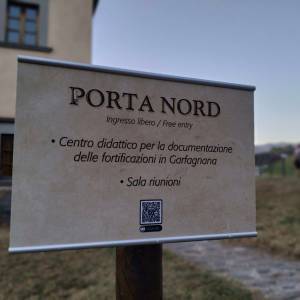 PORTA NORD
Ingresso libero / Free entry
• Centro didattico per la documentazione
delle fortificazioni in Garfagnana
• Sala riunioni